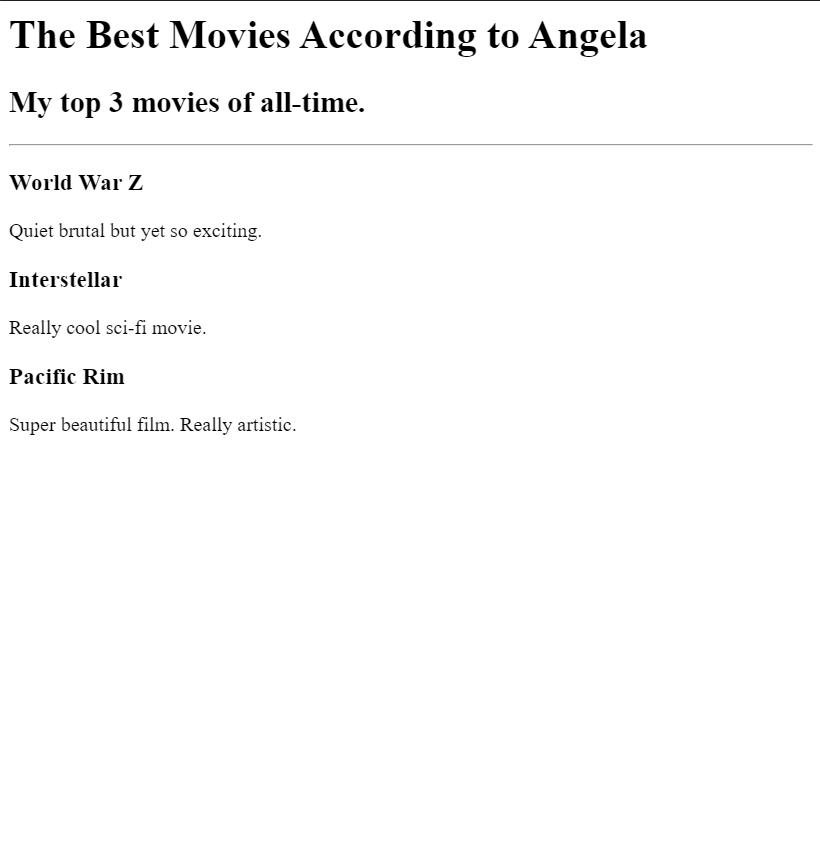 The Best Movies According to Angela
My top 3 movies of all-time.
World War Z
Quiet brutal but yet so exciting.
Interstellar
Really cool sci-fi movie.
Pacific Rim
Super beautiful film. Really artistic.